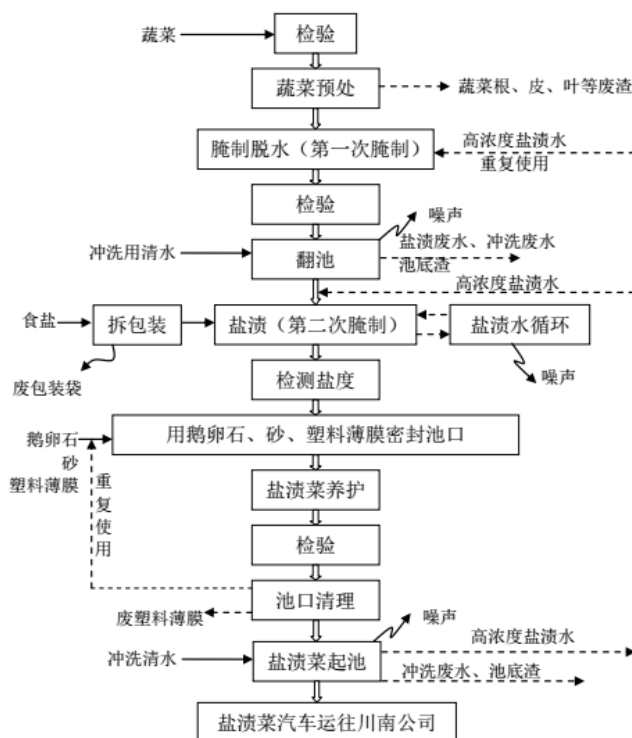 蔬菜
检验
蔬菜预处
蔬菜根、皮、叶等废渣
腌制脱水（第一次腌制）
高浓度盐渍水
重复使用
检验
噪声
冲洗用清水
翻池
盐渍废水、冲洗废水
池底渣
高浓度盐渍水
食盐
拆包装
盐渍（第二次腌制）
盐渍水循环
废包装袋
检测盐度
噪声
鹅卵石
砂
塑料薄膜
用鹅卵石、砂、塑料薄膜密封池口
重复使用
盐渍菜养护
检验
池口清理
废塑料薄膜
噪声
冲洗清水
盐渍菜起池
高浓度盐渍水
冲洗废水、池底渣
盐渍菜汽车运往川南公司